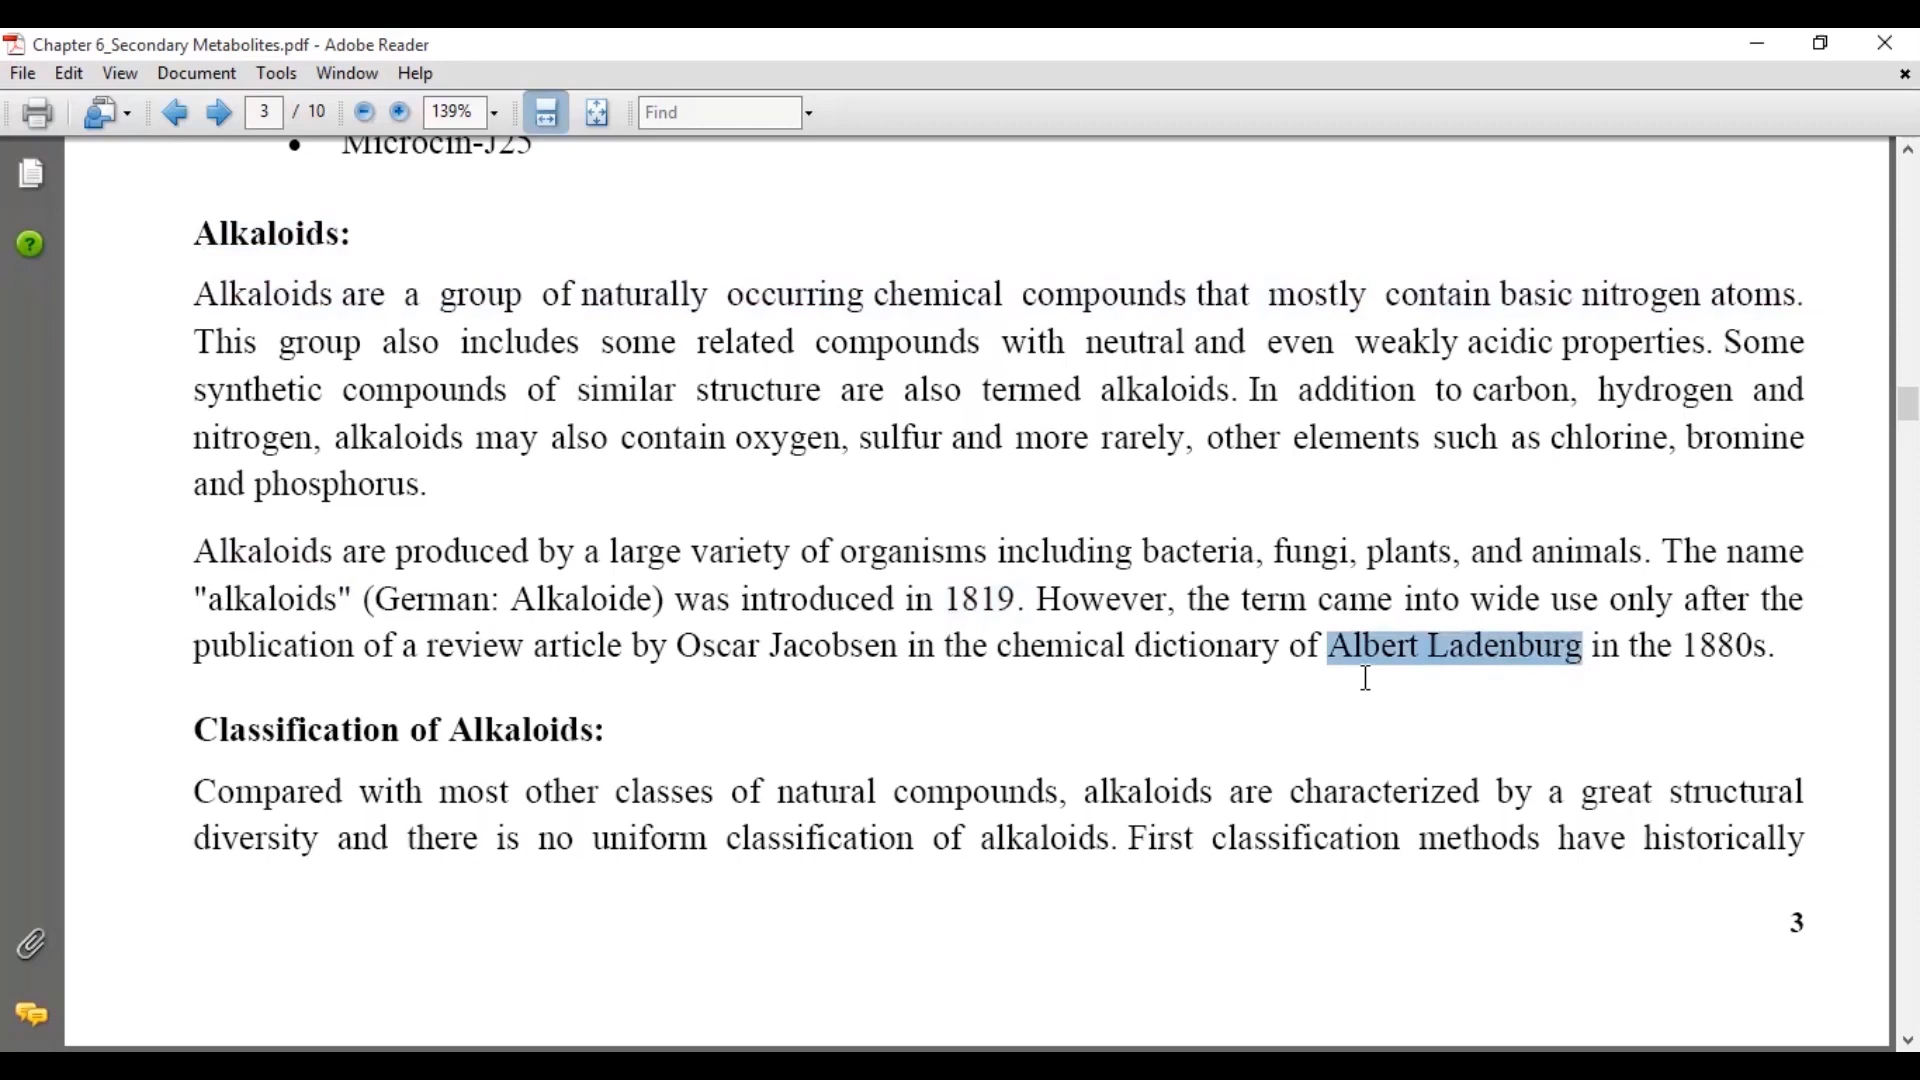 Chapter 6_Secondary Metabolites.pdf - Adobe Reader
File Edit View Document Tools Window Help
3 / 10 139% Find
• Microcin-J25
Alkaloids:
Alkaloids are a group of naturally occurring chemical compounds that mostly contain basic nitrogen atoms.
This group also includes some related compounds with neutral and even weakly acidic properties. Some
synthetic compounds of similar structure are also termed alkaloids. In addition to carbon, hydrogen and
nitrogen, alkaloids may also contain oxygen, sulfur and more rarely, other elements such as chlorine, bromine
and phosphorus.
Alkaloids are produced by a large variety of organisms including bacteria, fungi, plants, and animals. The name
"alkaloids" (German: Alkaloide) was introduced in 1819. However, the term came into wide use only after the
publication of a review article by Oscar Jacobsen in the chemical dictionary of Albert Ladenburg in the 1880s.
Classification of Alkaloids:
Compared with most other classes of natural compounds, alkaloids are characterized by a great structural
diversity and there is no uniform classification of alkaloids. First classification methods have historically
3